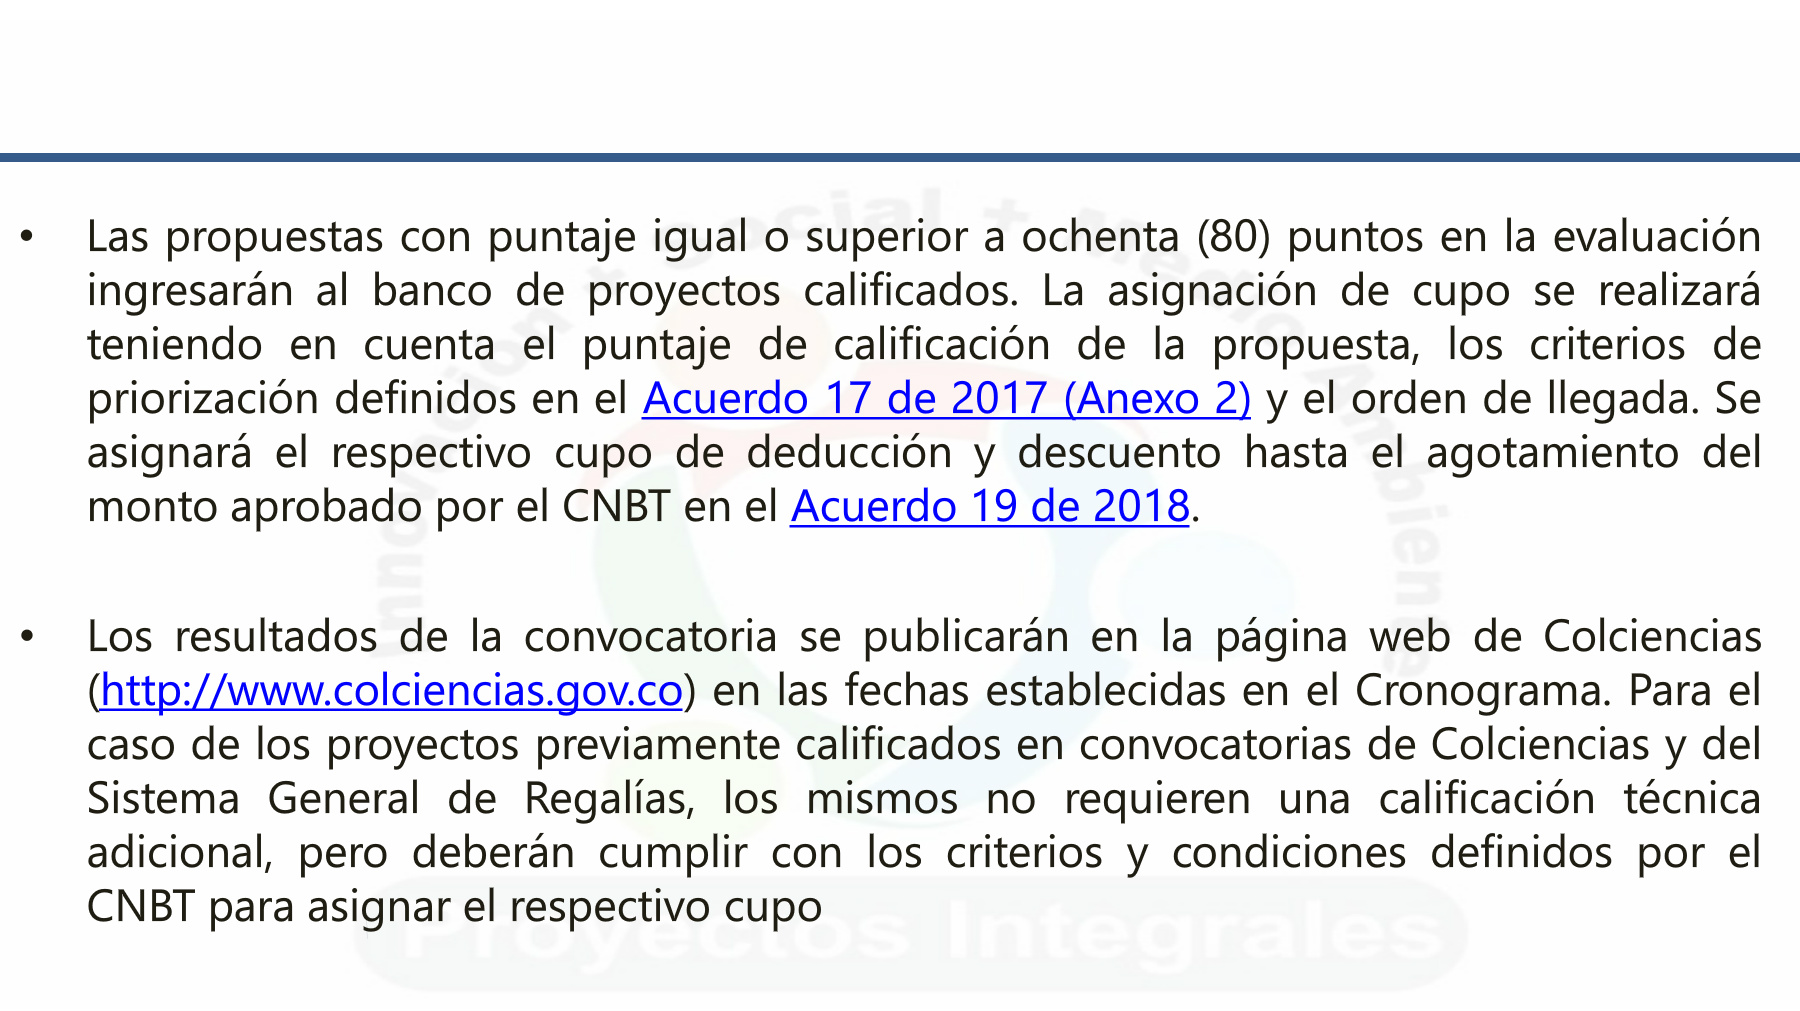 • Las propuestas con puntaje igual o superior a ochenta (80) puntos en la evaluación
ingresarán al banco de proyectos calificados. La asignación de cupo se realizará
teniendo en cuenta el puntaje de calificación de la propuesta, los criterios de
priorización definidos en el Acuerdo 17 de 2017 (Anexo 2) y el orden de llegada. Se
asignará el respectivo cupo de deducción y descuento hasta el agotamiento del
monto aprobado por el CNBT en el Acuerdo 19 de 2018.
• Los resultados de la convocatoria se publicarán en la página web de Colciencias
(http://www.colciencias.gov.co) en las fechas establecidas en el Cronograma. Para el
caso de los proyectos previamente calificados en convocatorias de Colciencias y del
Sistema General de Regalías, los mismos no requieren una calificación técnica
adicional, pero deberán cumplir con los criterios y condiciones definidos por el
CNBT para asignar el respectivo cupo
Innovación + Social + Medio Ambiente
Proyectos Integrales